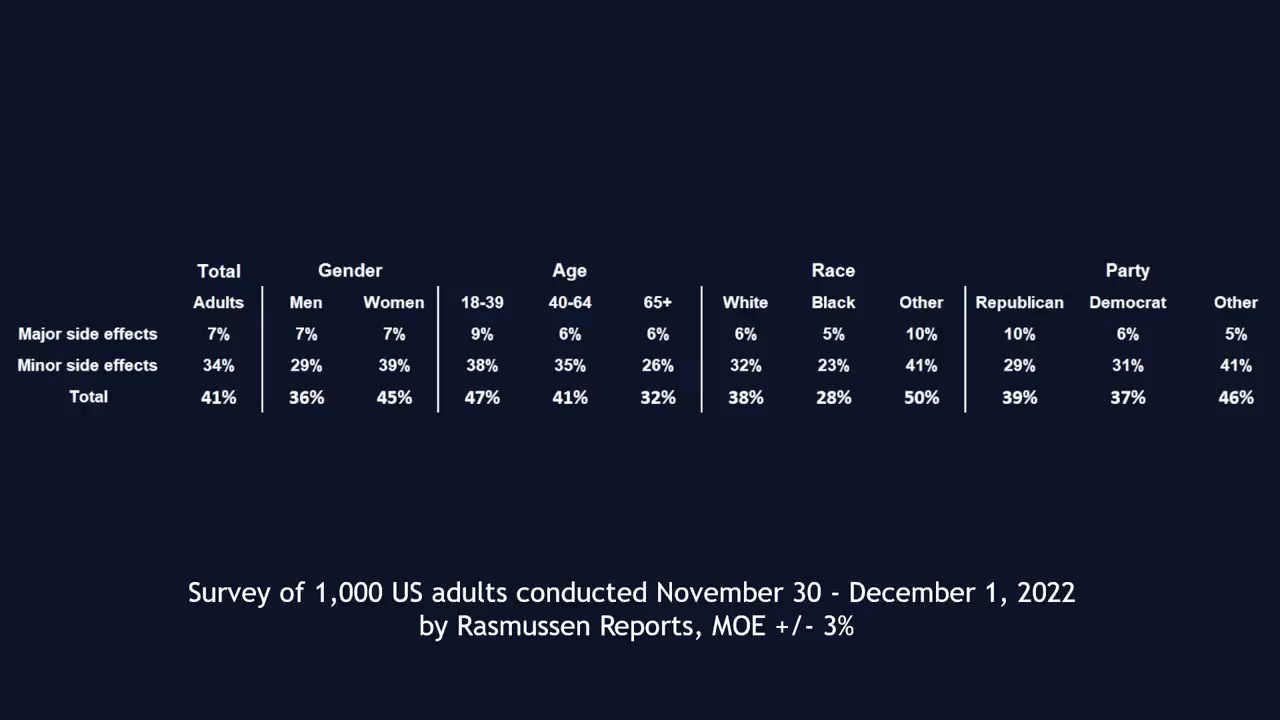 Total Gender Age Race Party
Adults Men Women 18-39 40-64 65+ White Black Other Republican Democrat Other
Major side effects 7% 7% 7% 9% 6% 6% 6% 5% 10% 10% 6% 5%
Minor side effects 34% 29% 39% 38% 35% 26% 32% 23% 41% 29% 31% 41%
Total 41% 36% 45% 47% 41% 32% 38% 28% 50% 39% 37% 46%
Survey of 1,000 US adults conducted November 30 - December 1, 2022
by Rasmussen Reports, MOE +/- 3%